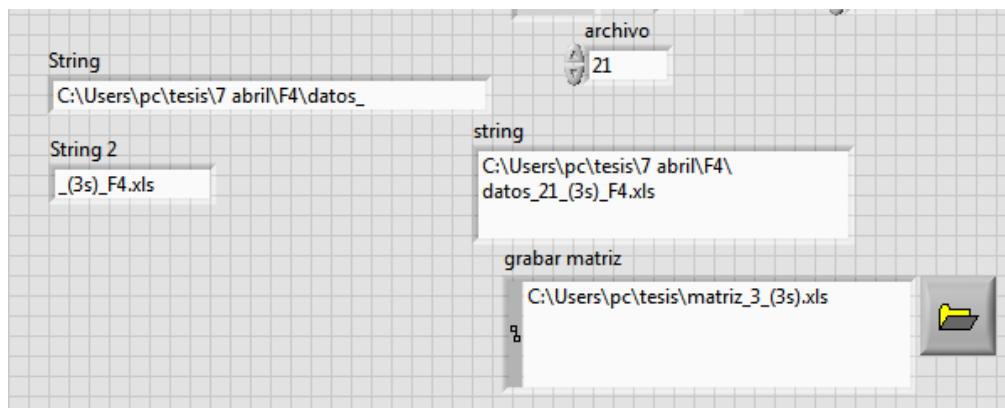 archivo
21
String
C:\Users\pc\tesis\7 abril\F4\datos_
String 2
_(3s)_F4.xls
string
C:\Users\pc\tesis\7 abril\F4\
datos_21_(3s)_F4.xls
grabar matriz
C:\Users\pc\tesis\matriz_3_(3s).xls